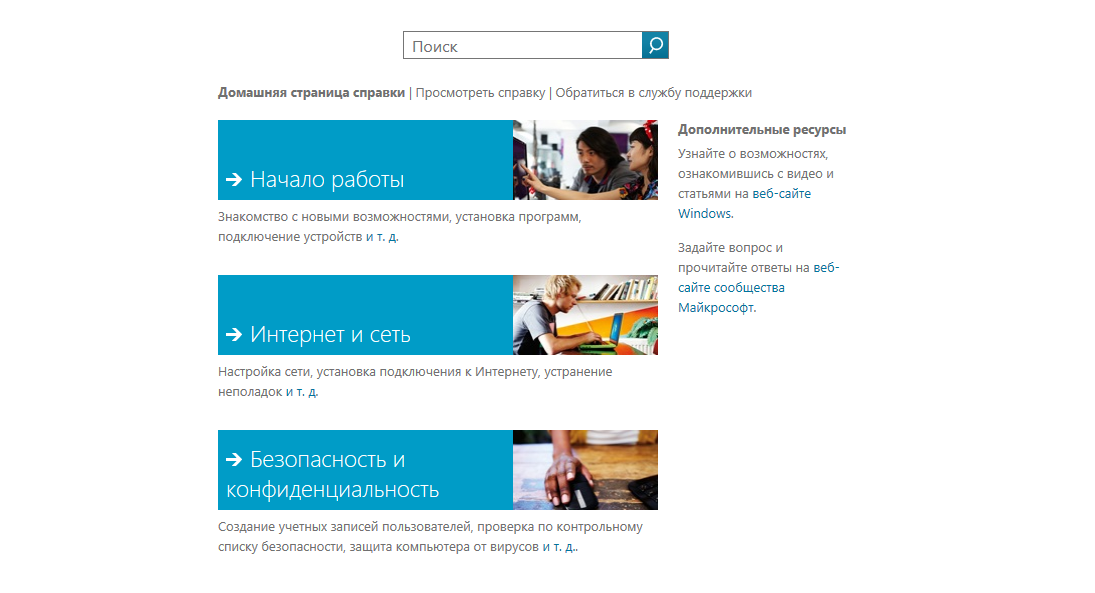 Поиск
Домашняя страница справки | Просмотреть справку | Обратиться в службу поддержки
→ Начало работы
Знакомство с новыми возможностями, установка программ,
подключение устройств и т. д.
→ Интернет и сеть
Настройка сети, установка подключения к Интернету, устранение
неполадок и т. д.
→ Безопасность и
конфиденциальность
Создание учетных записей пользователей, проверка по контрольному
списку безопасности, защита компьютера от вирусов и т. д..
Дополнительные ресурсы
Узнайте о возможностях,
ознакомившись с видео и
статьями на веб-сайте
Windows.
Задайте вопрос и
прочитайте ответы на веб-
сайте сообщества
Майкрософт.